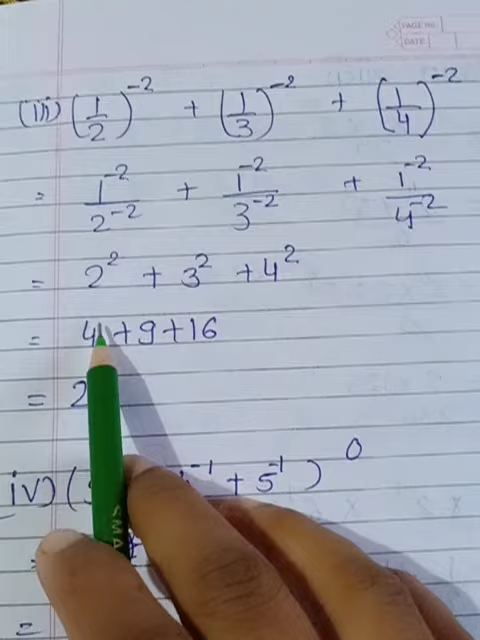 PAGE NO.
DATE
(iii) (1/2)^-2 + (1/3)^-2 + (1/4)^-2
= 1^-2/2^-2 + 1^-2/3^-2 + 1^-2/4^-2
= 2^2 + 3^2 + 4^2
= 4 + 9 + 16
= 2
iv) ( ^-1 + 5^-1 )^0
=
=
SMA